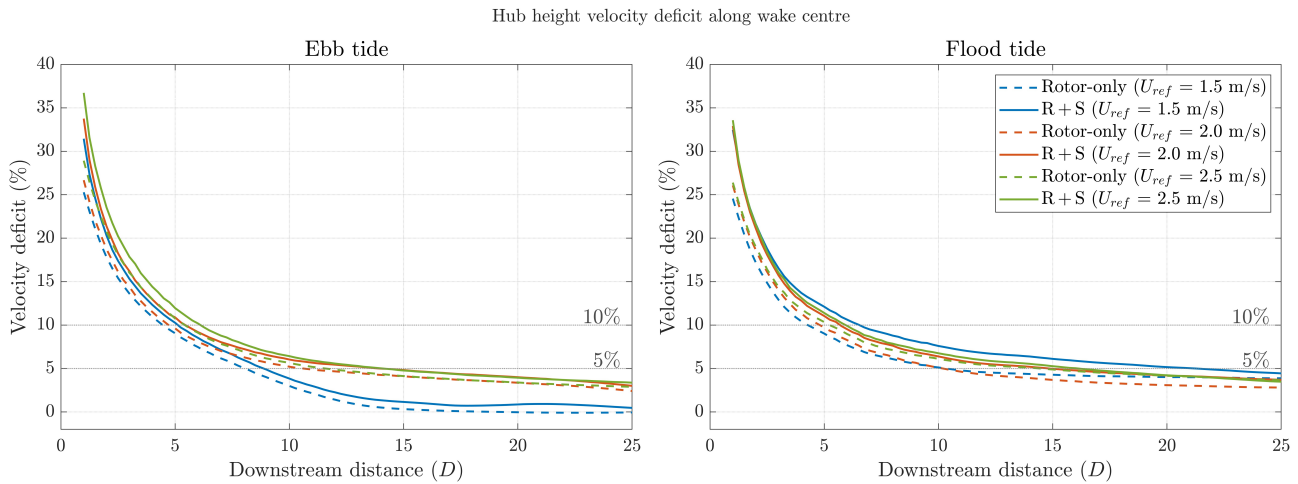 Hub height velocity deficit along wake centre
Ebb tide
Velocity deficit (%)
40
35
30
25
20
15
10
5
0
10%
5%
0 5 10 15 20 25
Downstream distance (D)
Flood tide
Velocity deficit (%)
40
35
30
25
20
15
10
5
0
Rotor-only (U_ref = 1.5 m/s)
R + S (U_ref = 1.5 m/s)
Rotor-only (U_ref = 2.0 m/s)
R + S (U_ref = 2.0 m/s)
Rotor-only (U_ref = 2.5 m/s)
R + S (U_ref = 2.5 m/s)
10%
5%
0 5 10 15 20 25
Downstream distance (D)